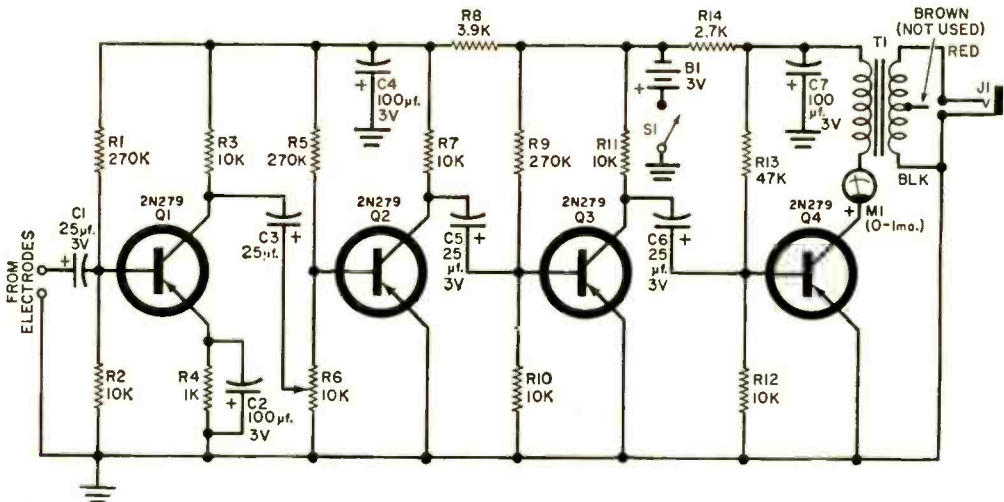 R8
3.9K
R14
2.7K
BROWN
(NOT USED)
T1
RED
C4
100µf.
3V
B1
3V
+
C7
100
µf.
3V
J1
S1
R1
270K
R3
10K
R5
270K
R7
10K
R9
270K
R11
10K
R13
47K
BLK
M1
(0-1ma.)
+
C1
25µf.
3V
+
2N279
Q1
C3
25µf.
+
2N279
Q2
C5
25
µf.
3V
+
2N279
Q3
C6
25
µf.
3V
+
2N279
Q4
FROM
ELECTRODES
R2
10K
R4
1K
C2
100µf.
3V
+
R6
10K
R10
10K
R12
10K